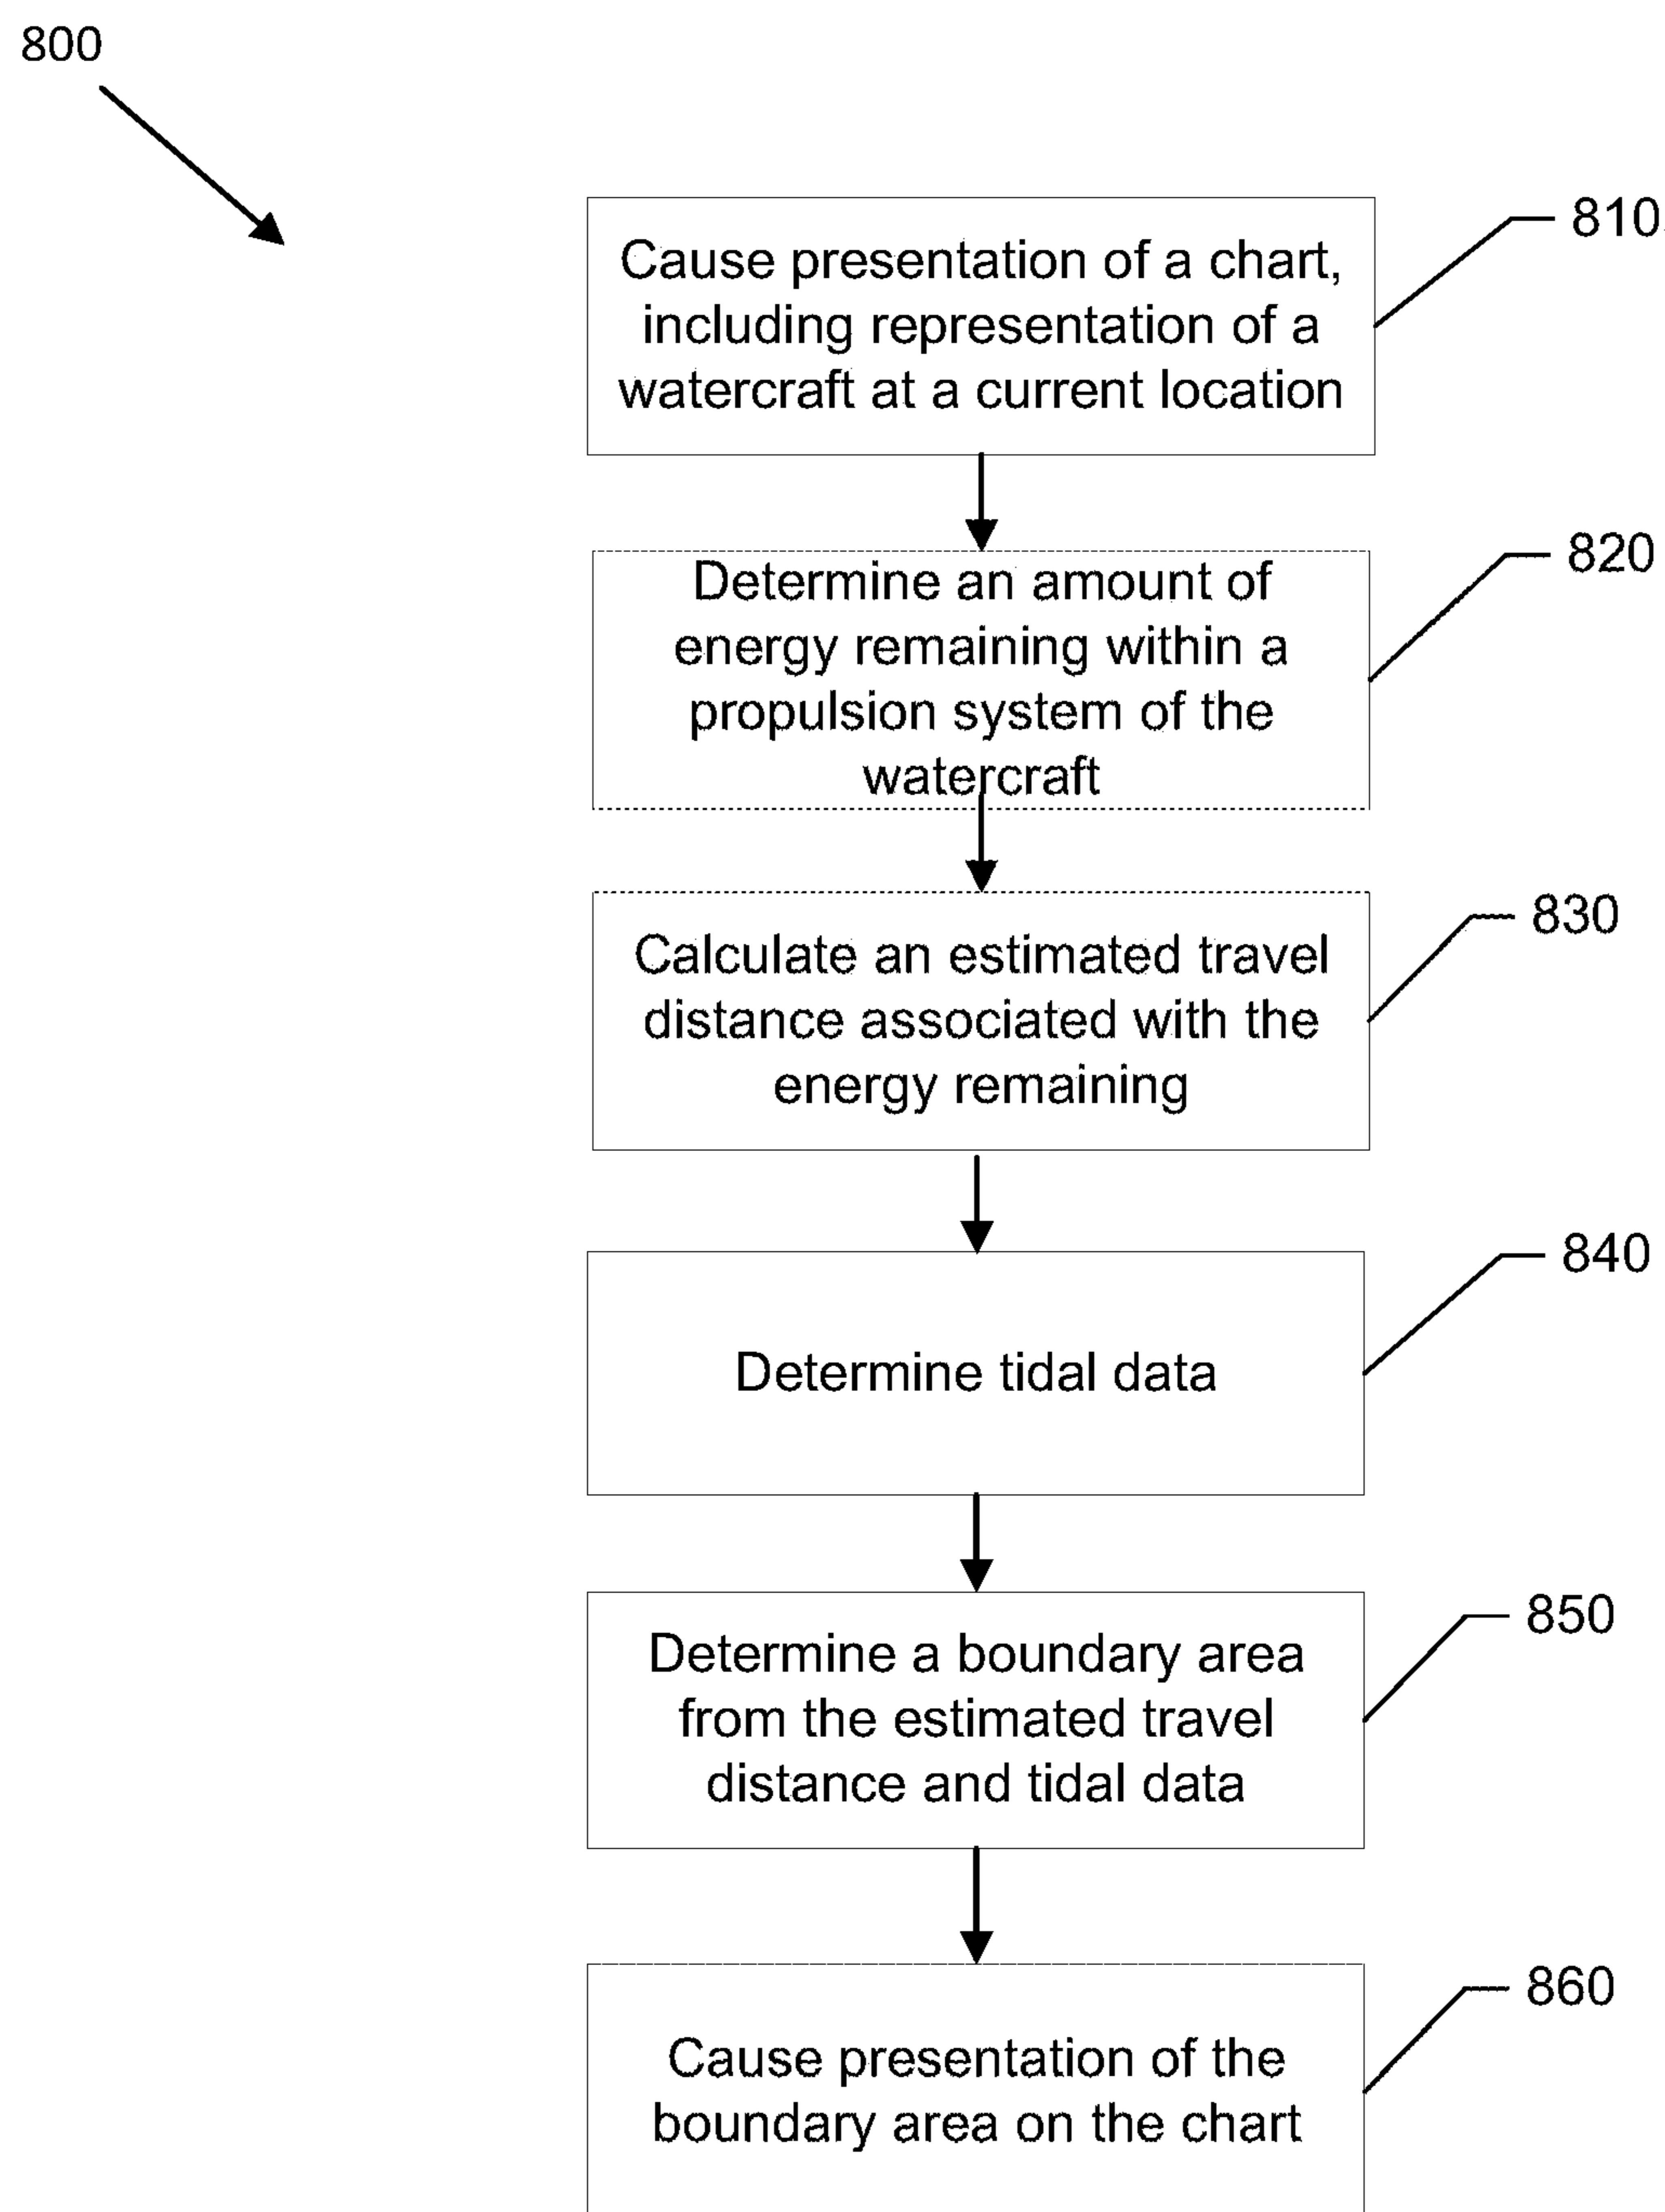 800
810
Cause presentation of a chart,
including representation of a
watercraft at a current location
820
Determine an amount of
energy remaining within a
propulsion system of the
watercraft
830
Calculate an estimated travel
distance associated with the
energy remaining
840
Determine tidal data
850
Determine a boundary area
from the estimated travel
distance and tidal data
860
Cause presentation of the
boundary area on the chart